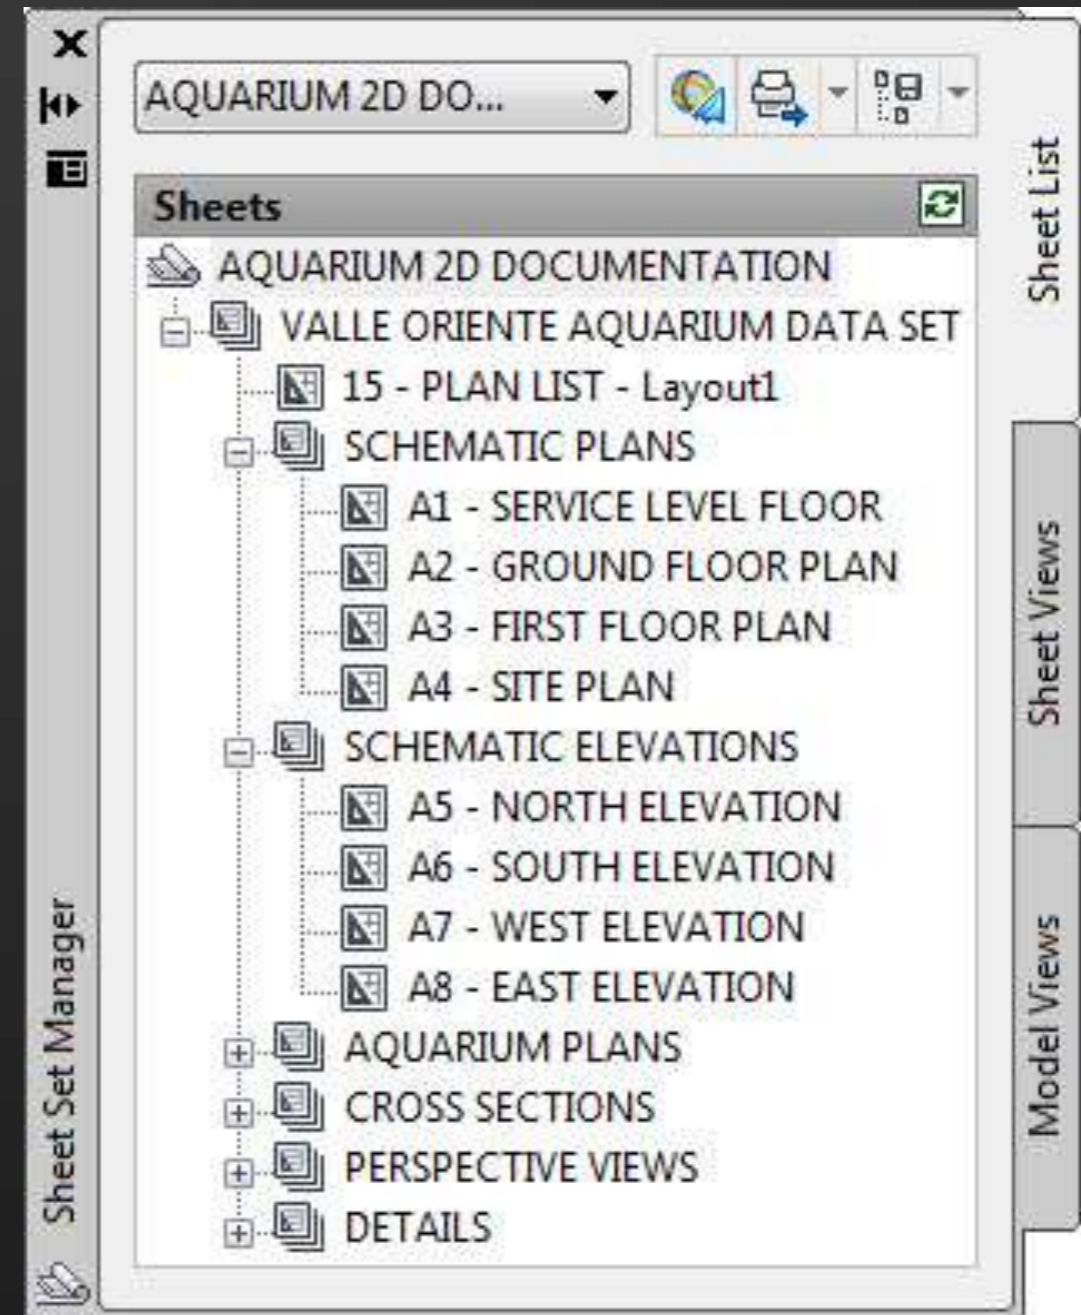 AQUARIUM 2D DO...
Sheets
AQUARIUM 2D DOCUMENTATION
VALLE ORIENTE AQUARIUM DATA SET
15 - PLAN LIST - Layout1
SCHEMATIC PLANS
A1 - SERVICE LEVEL FLOOR
A2 - GROUND FLOOR PLAN
A3 - FIRST FLOOR PLAN
A4 - SITE PLAN
SCHEMATIC ELEVATIONS
A5 - NORTH ELEVATION
A6 - SOUTH ELEVATION
A7 - WEST ELEVATION
A8 - EAST ELEVATION
AQUARIUM PLANS
CROSS SECTIONS
PERSPECTIVE VIEWS
DETAILS
Sheet List
Sheet Views
Model Views
Sheet Set Manager